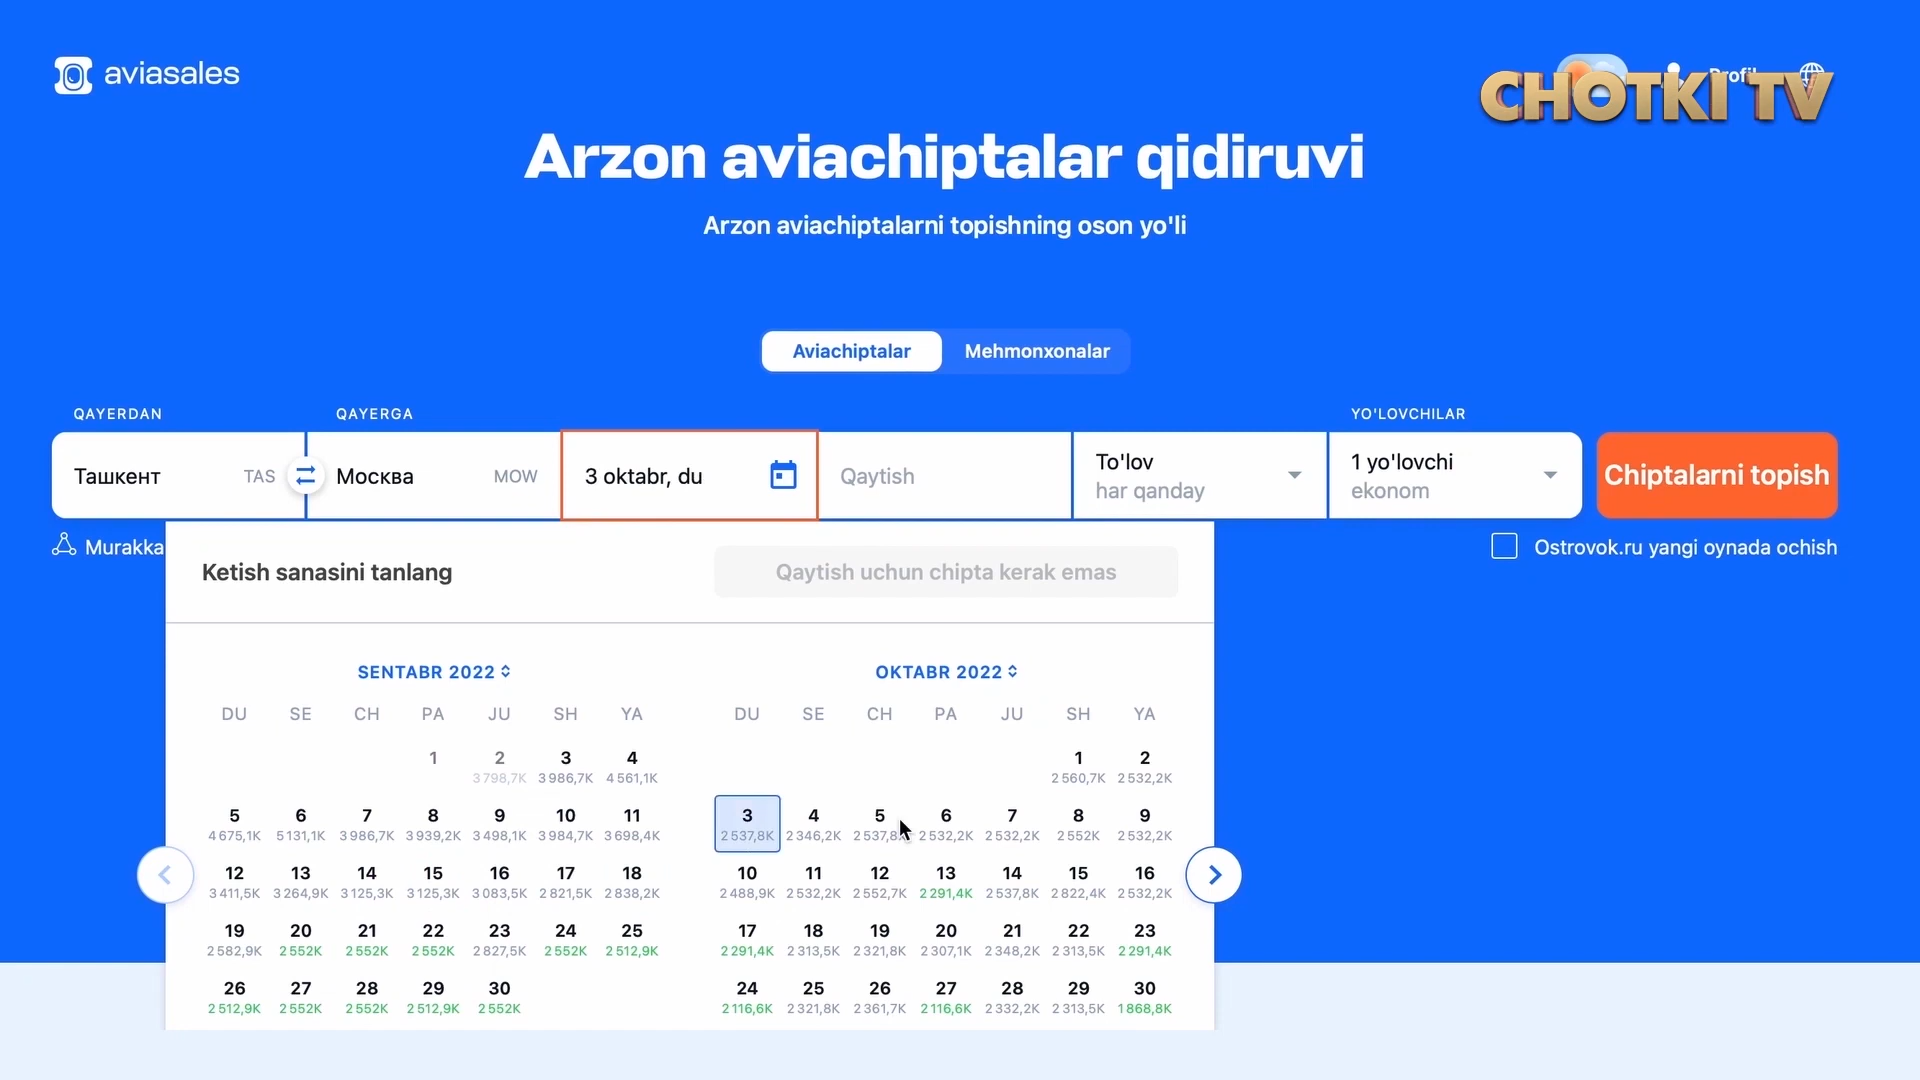 aviasales
Profil
CHOTKI TV
Arzon aviachiptalar qidiruvi
Arzon aviachiptalarni topishning oson yo'li
Aviachiptalar Mehmonxonalar
QAYERDAN QAYERGA YO'LOVCHILAR
Ташкент TAS Москва MOW 3 oktabr, du Qaytish To'lov har qanday 1 yo'lovchi ekonom Chiptalarni topish
Murakka Ostrovok.ru yangi oynada ochish
Ketish sanasini tanlang Qaytish uchun chipta kerak emas
SENTABR 2022 OKTABR 2022
DU SE CH PA JU SH YA DU SE CH PA JU SH YA
1 2 3 4 1 2
3 798,7K 3 986,7K 4 561,1K 2 560,7K 2 532,2K
5 6 7 8 9 10 11 3 4 5 6 7 8 9
4 675,1K 5 131,1K 3 986,7K 3 939,2K 3 498,1K 3 984,7K 3 698,4K 2 537,8K 2 346,2K 2 537,8K 2 532,2K 2 532,2K 2 552K 2 532,2K
12 13 14 15 16 17 18 10 11 12 13 14 15 16
3 411,5K 3 264,9K 3 125,3K 3 125,3K 3 083,5K 2 821,5K 2 838,2K 2 488,9K 2 532,2K 2 552,7K 2 291,4K 2 537,8K 2 822,4K 2 532,2K
19 20 21 22 23 24 25 17 18 19 20 21 22 23
2 582,9K 2 552K 2 552K 2 552K 2 827,5K 2 552K 2 512,9K 2 291,4K 2 313,5K 2 321,8K 2 307,1K 2 348,2K 2 313,5K 2 291,4K
26 27 28 29 30 24 25 26 27 28 29 30
2 512,9K 2 552K 2 552K 2 512,9K 2 552K 2 116,6K 2 321,8K 2 361,7K 2 116,6K 2 332,2K 2 313,5K 1 868,8K